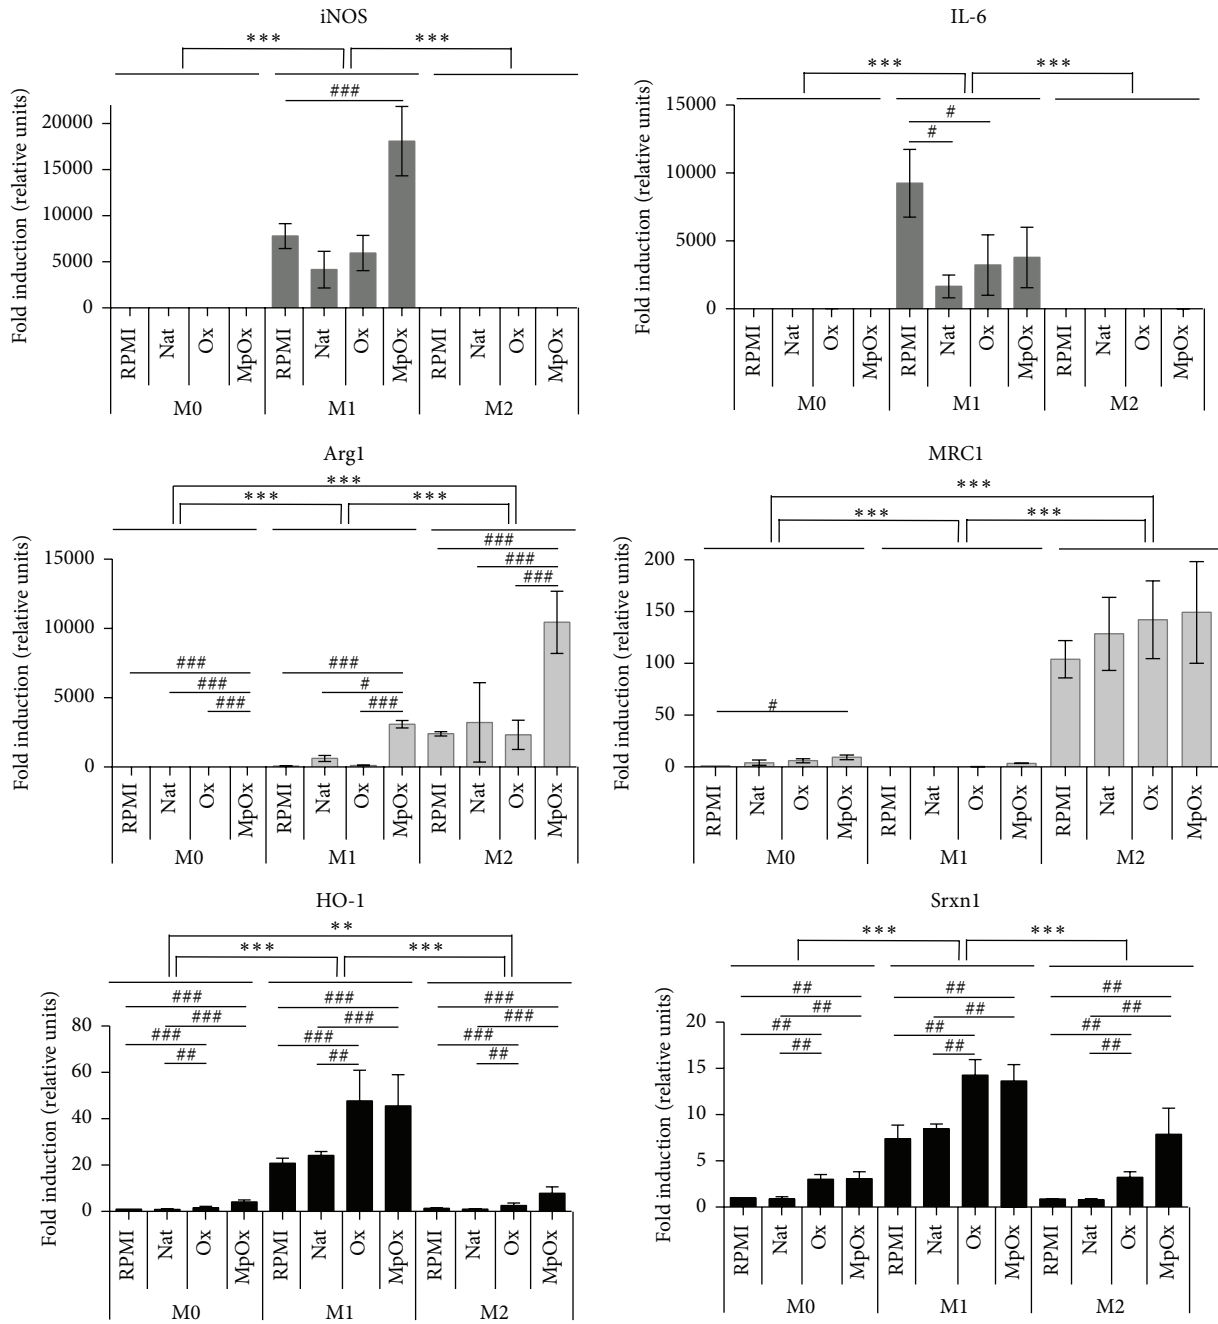 iNOS
*** ***
###
Fold induction (relative units)
20000
15000
10000
5000
0
RPMI Nat Ox MpOx RPMI Nat Ox MpOx RPMI Nat Ox MpOx
M0 M1 M2
IL-6
*** ***
#
#
Fold induction (relative units)
15000
10000
5000
0
RPMI Nat Ox MpOx RPMI Nat Ox MpOx RPMI Nat Ox MpOx
M0 M1 M2
Arg1
***
*** ***
###
###
###
### ###
### #
### ###
Fold induction (relative units)
15000
10000
5000
0
RPMI Nat Ox MpOx RPMI Nat Ox MpOx RPMI Nat Ox MpOx
M0 M1 M2
MRC1
***
*** ***
#
Fold induction (relative units)
200
150
100
50
0
RPMI Nat Ox MpOx RPMI Nat Ox MpOx RPMI Nat Ox MpOx
M0 M1 M2
HO-1
**
*** ***
### ### ###
### ### ###
### ### ###
## ## ##
Fold induction (relative units)
80
60
40
20
0
RPMI Nat Ox MpOx RPMI Nat Ox MpOx RPMI Nat Ox MpOx
M0 M1 M2
Srxn1
*** ***
## ## ##
## ## ##
## ## ##
## ## ##
Fold induction (relative units)
20
15
10
5
0
RPMI Nat Ox MpOx RPMI Nat Ox MpOx RPMI Nat Ox MpOx
M0 M1 M2